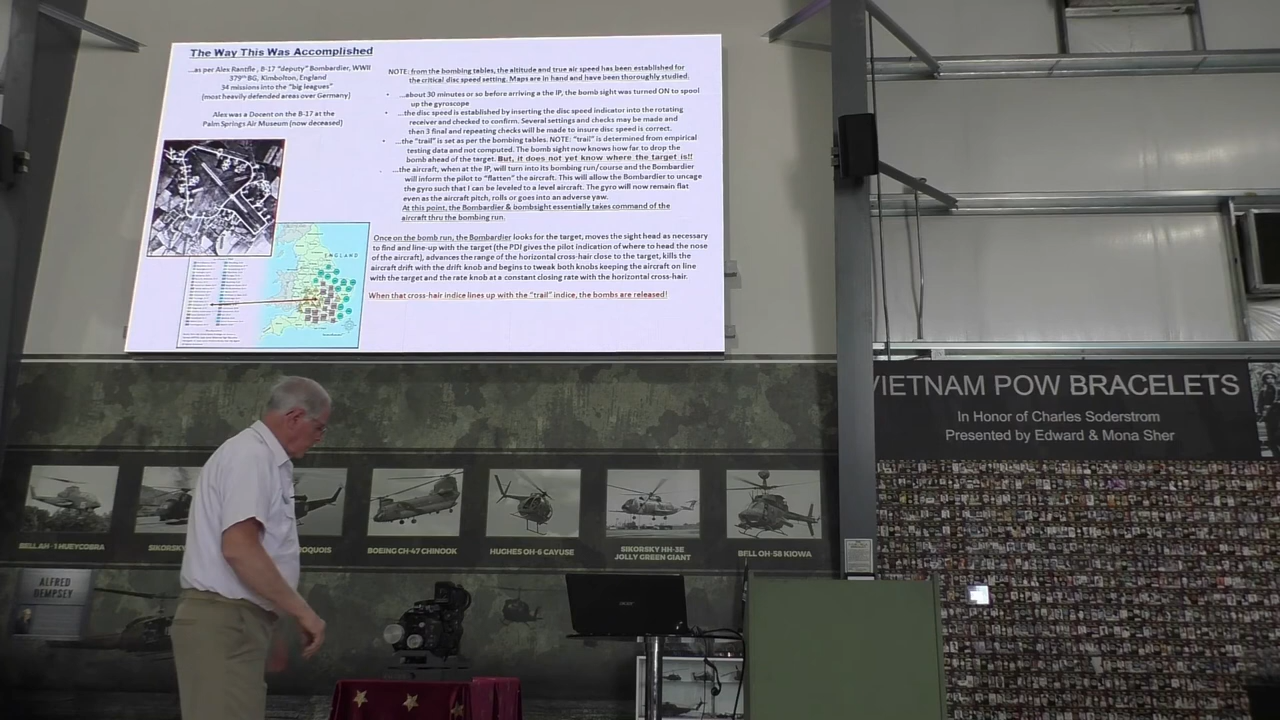 The Way This Was Accomplished
...as per Alex Rantfle, B-17 "deputy" Bombardier, WWII
379th BG, Kimbolton, England
34 missions into the "big leagues"
(most heavily defended areas over Germany)
Alex was a Docent on the B-17 at the
Palm Springs Air Museum (now deceased)
NOTE: from the bombing tables, the altitude and true air speed has been established for
the critical disc speed setting. Maps are in hand and have been thoroughly studied.
...about 30 minutes or so before arriving a the IP, the bomb sight was turned ON to spool
up the gyroscope
...the disc speed is established by inserting the disc speed indicator into the rotating
receiver and checked to confirm. Several settings and checks may be made and
then 3 final and repeating checks will be made to insure disc speed is correct.
...the "trail" is set as per the bombing tables. NOTE: "trail" is determined from empirical
testing data and not computed. The bomb sight now knows how far to drop the
bomb ahead of the target. But, it does not yet know where the target is!!
...the aircraft, when at the IP, will turn into its bombing run/course and the Bombardier
will inform the pilot to "flatten" the aircraft. This will allow the Bombardier to uncage
the gyro such that I can be leveled to a level aircraft. The gyro will now remain flat
even as the aircraft pitch, rolls or goes into an adverse yaw.
At this point, the Bombardier & bombsight essentially takes command of the
aircraft thru the bombing run.
Once on the bomb run, the Bombardier looks for the target, moves the sight head as necessary
to find and line-up with the target (the PDI gives the pilot indication of where to head the nose
of the aircraft), advances the range of the horizontal cross-hair close to the target, kills the
aircraft drift with the drift knob and begins to tweak both knobs keeping the aircraft on line
with the target and the rate knob at a constant closing rate with the horizontal cross-hair.
When that cross-hair indice lines up with the "trail" indice, the bombs are released!
ENGLAND
VIETNAM POW BRACELETS
In Honor of Charles Soderstrom
Presented by Edward & Mona Sher
BELL AH-1 HUEYCOBRA
SIKORSKY
ROQUOIS
BOEING CH-47 CHINOOK
HUGHES OH-6 CAYUSE
SIKORSKY HH-3E
JOLLY GREEN GIANT
BELL OH-58 KIOWA
ALFRED
DEMPSEY
acer